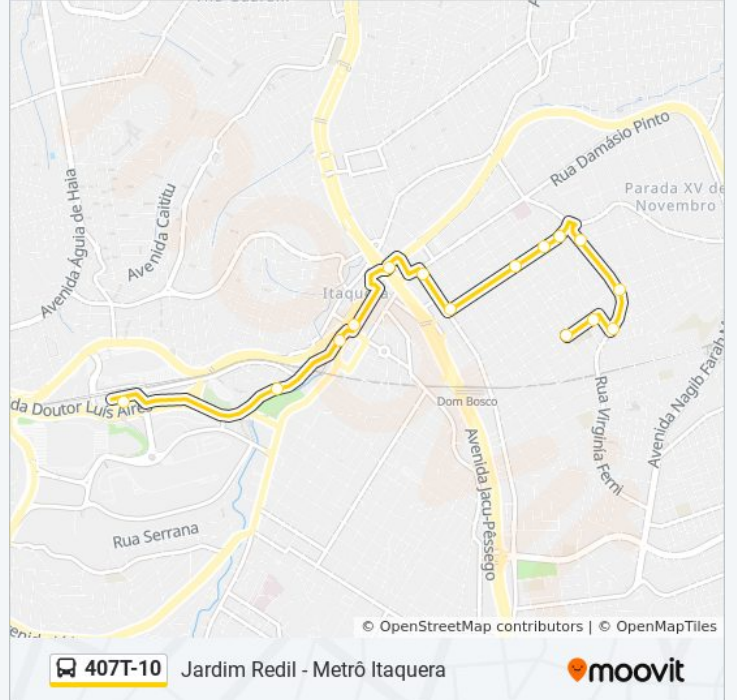 Rua Damásio Pinto
Parada XV de
Novembro
Avenida Águia de Haia
Avenida Caititu
Itaquera
da Doutor Luís Aires
Dom Bosco
Rua Virgínia Ferni
Avenida Nagib Farah M
Avenida Jacu-Pêssego
Rua Serrana
© OpenStreetMap contributors | © OpenMapTiles
407T-10 Jardim Redil - Metrô Itaquera
moovit